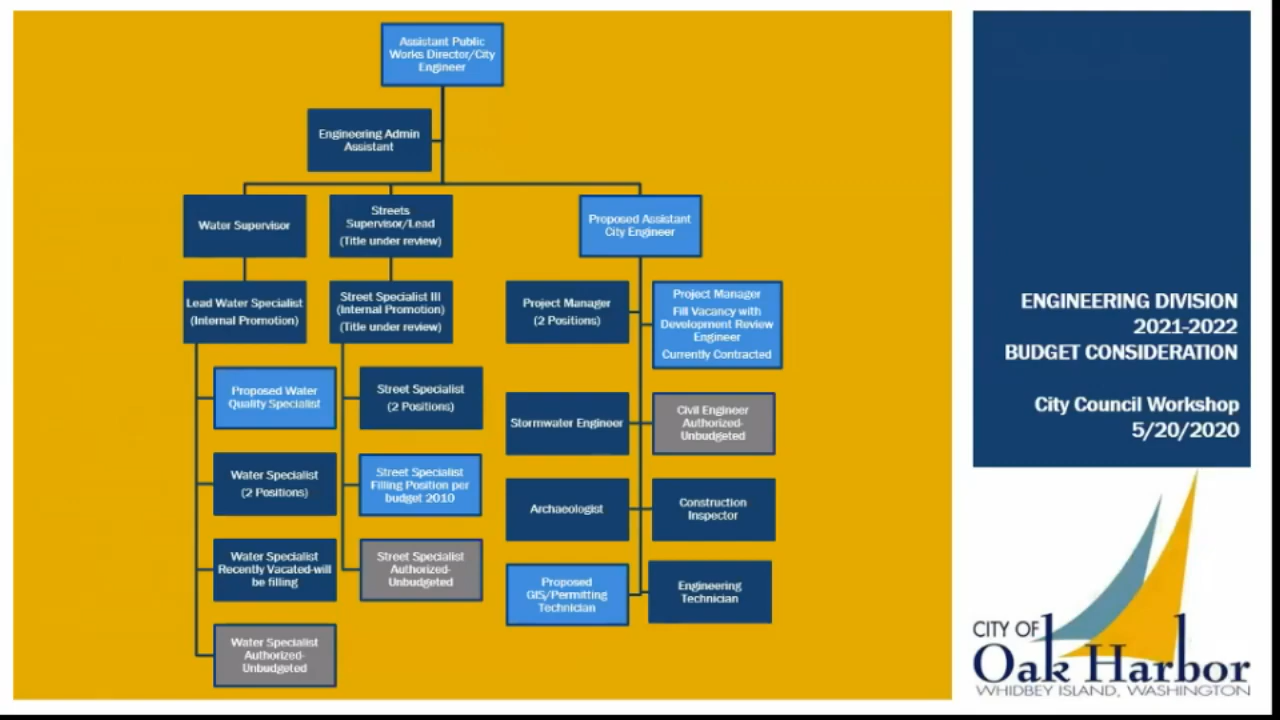 Assistant Public
Works Director/City
Engineer
Engineering Admin
Assistant
Water Supervisor
Streets
Supervisor/Lead
(Title under review)
Proposed Assistant
City Engineer
Lead Water Specialist
(Internal Promotion)
Street Specialist III
(Internal Promotion)
(Title under review)
Project Manager
(2 Positions)
Project Manager
Fill Vacancy with
Development Review
Engineer
Currently Contracted
Proposed Water
Quality Specialist
Street Specialist
(2 Positions)
Stormwater Engineer
Civil Engineer
Authorized-
Unbudgeted
Water Specialist
(2 Positions)
Street Specialist
Filling Position per
budget 2010
Archaeologist
Construction
Inspector
Water Specialist
Recently Vacated-will
be filling
Street Specialist
Authorized-
Unbudgeted
Proposed
GIS/Permitting
Technician
Engineering
Technician
Water Specialist
Authorized-
Unbudgeted
ENGINEERING DIVISION
2021-2022
BUDGET CONSIDERATION
City Council Workshop
5/20/2020
CITY OF
Oak Harbor
WHIDBEY ISLAND, WASHINGTON